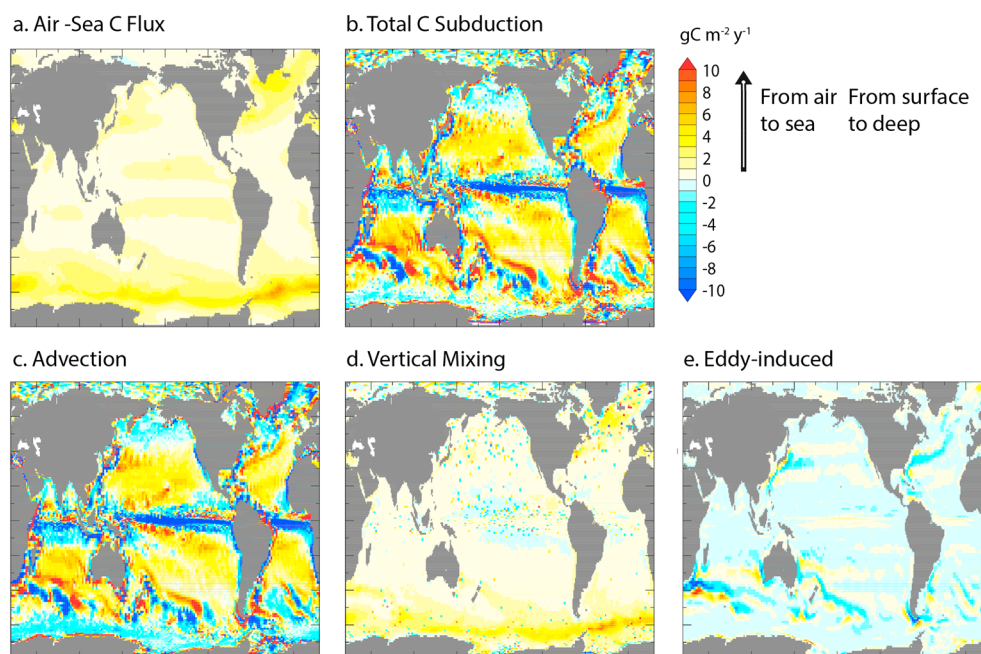 a. Air -Sea C Flux
b. Total C Subduction
gC m⁻² y⁻¹
10
8
6
4
2
0
-2
-4
-6
-8
-10
From air to sea
From surface to deep
c. Advection
d. Vertical Mixing
e. Eddy-induced